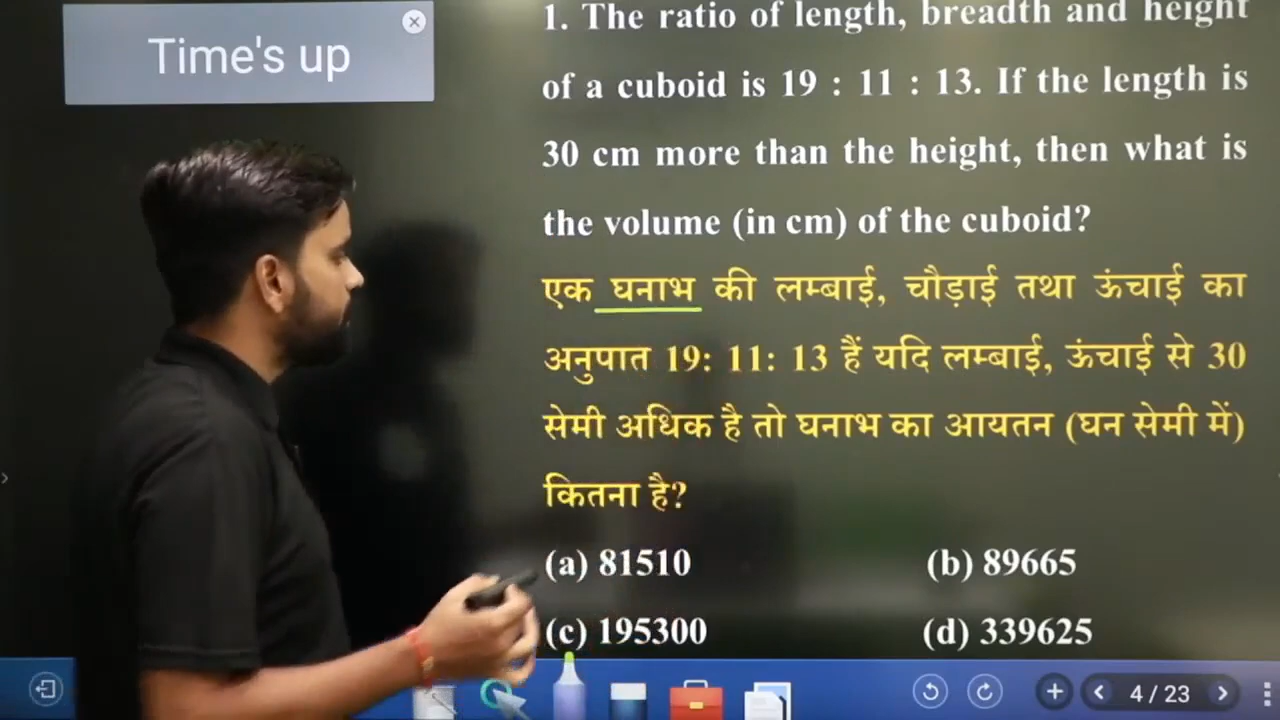 Time's up
1. The ratio of length, breadth and height
of a cuboid is 19 : 11 : 13. If the length is
30 cm more than the height, then what is
the volume (in cm) of the cuboid?
एक घनाभ की लम्बाई, चौड़ाई तथा ऊंचाई का
अनुपात 19: 11: 13 हैं यदि लम्बाई, ऊंचाई से 30
सेमी अधिक है तो घनाभ का आयतन (घन सेमी में)
कितना है?
(a) 81510 (b) 89665
(c) 195300 (d) 339625
4 / 23